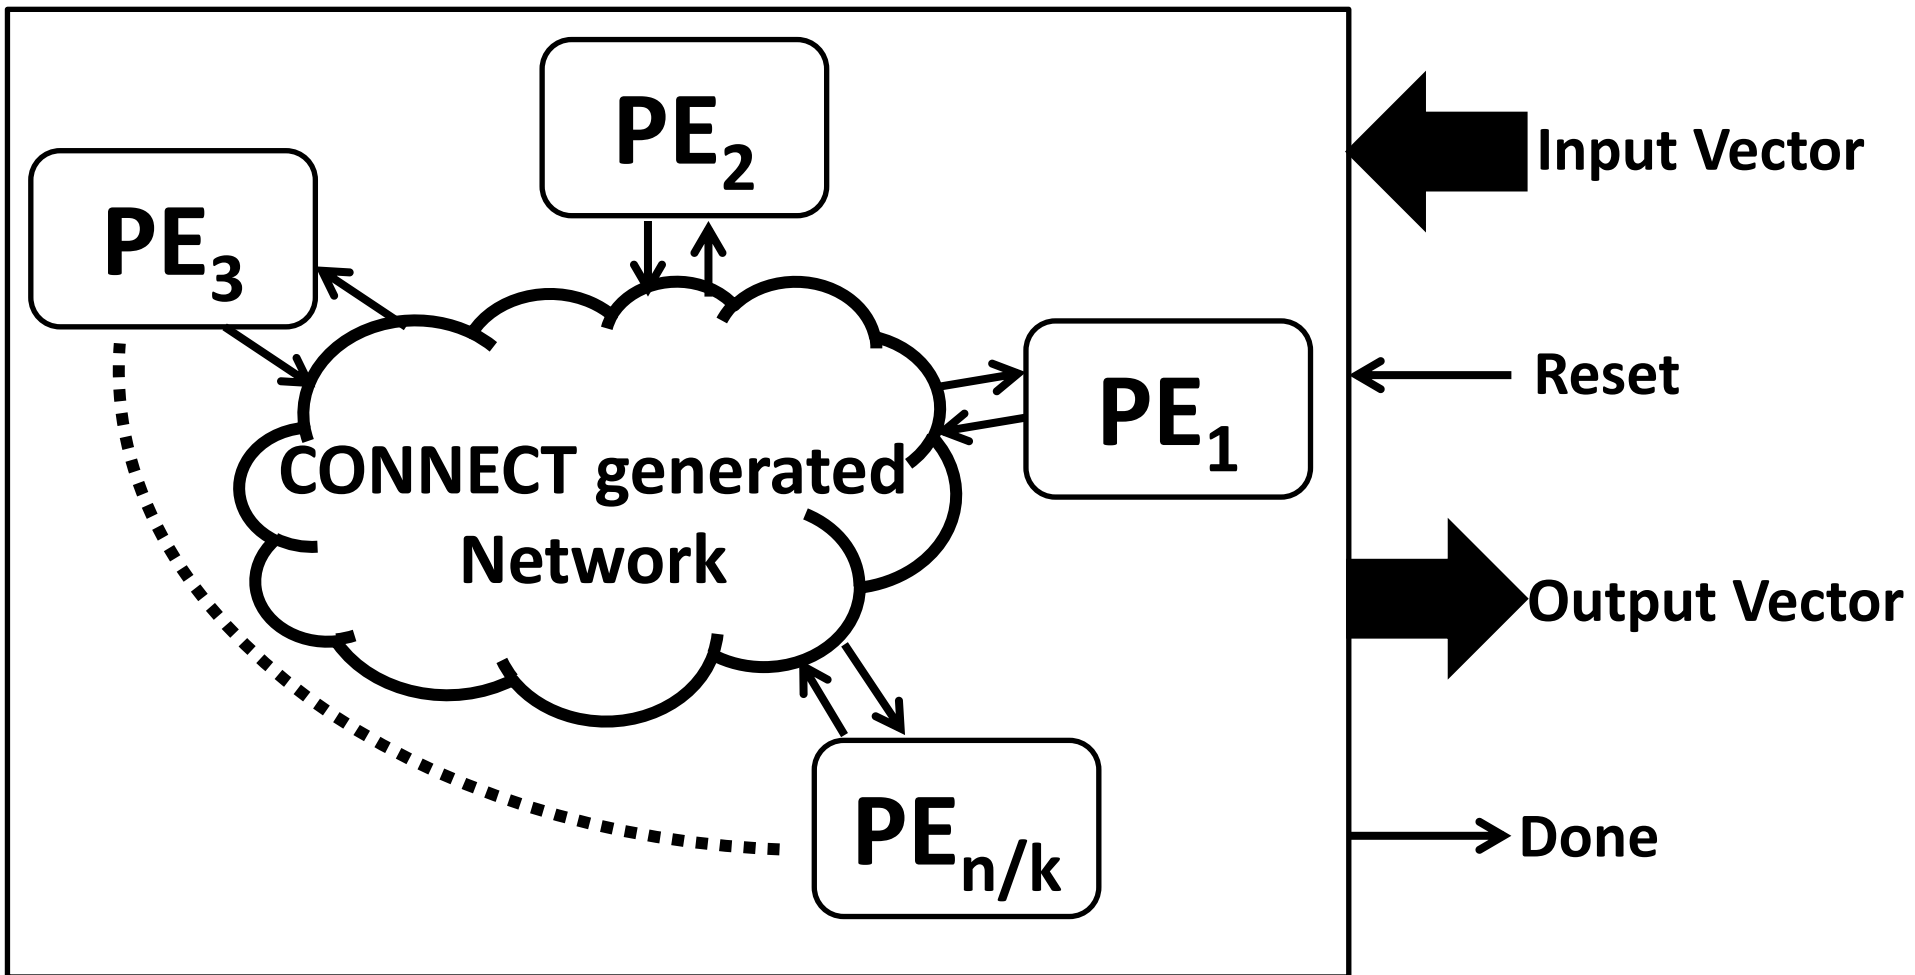 PE2
PE3
PE1
CONNECT generated
Network
PEn/k
Input Vector
Reset
Output Vector
Done